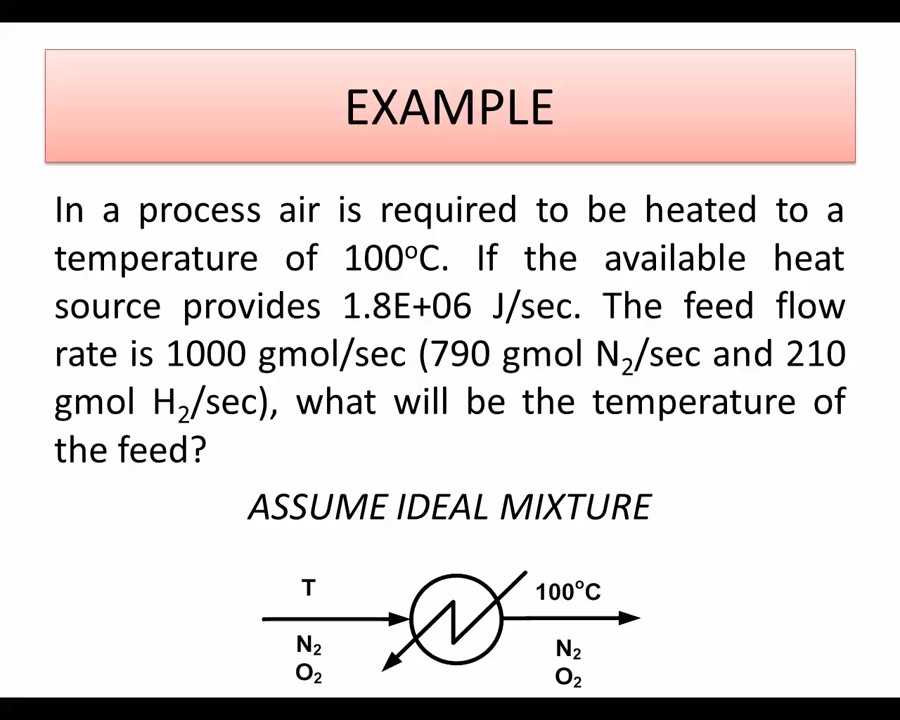 EXAMPLE
In a process air is required to be heated to a
temperature of 100ºC. If the available heat
source provides 1.8E+06 J/sec. The feed flow
rate is 1000 gmol/sec (790 gmol N₂/sec and 210
gmol H₂/sec), what will be the temperature of
the feed?
ASSUME IDEAL MIXTURE
T
100ºC
N₂
O₂
N₂
O₂